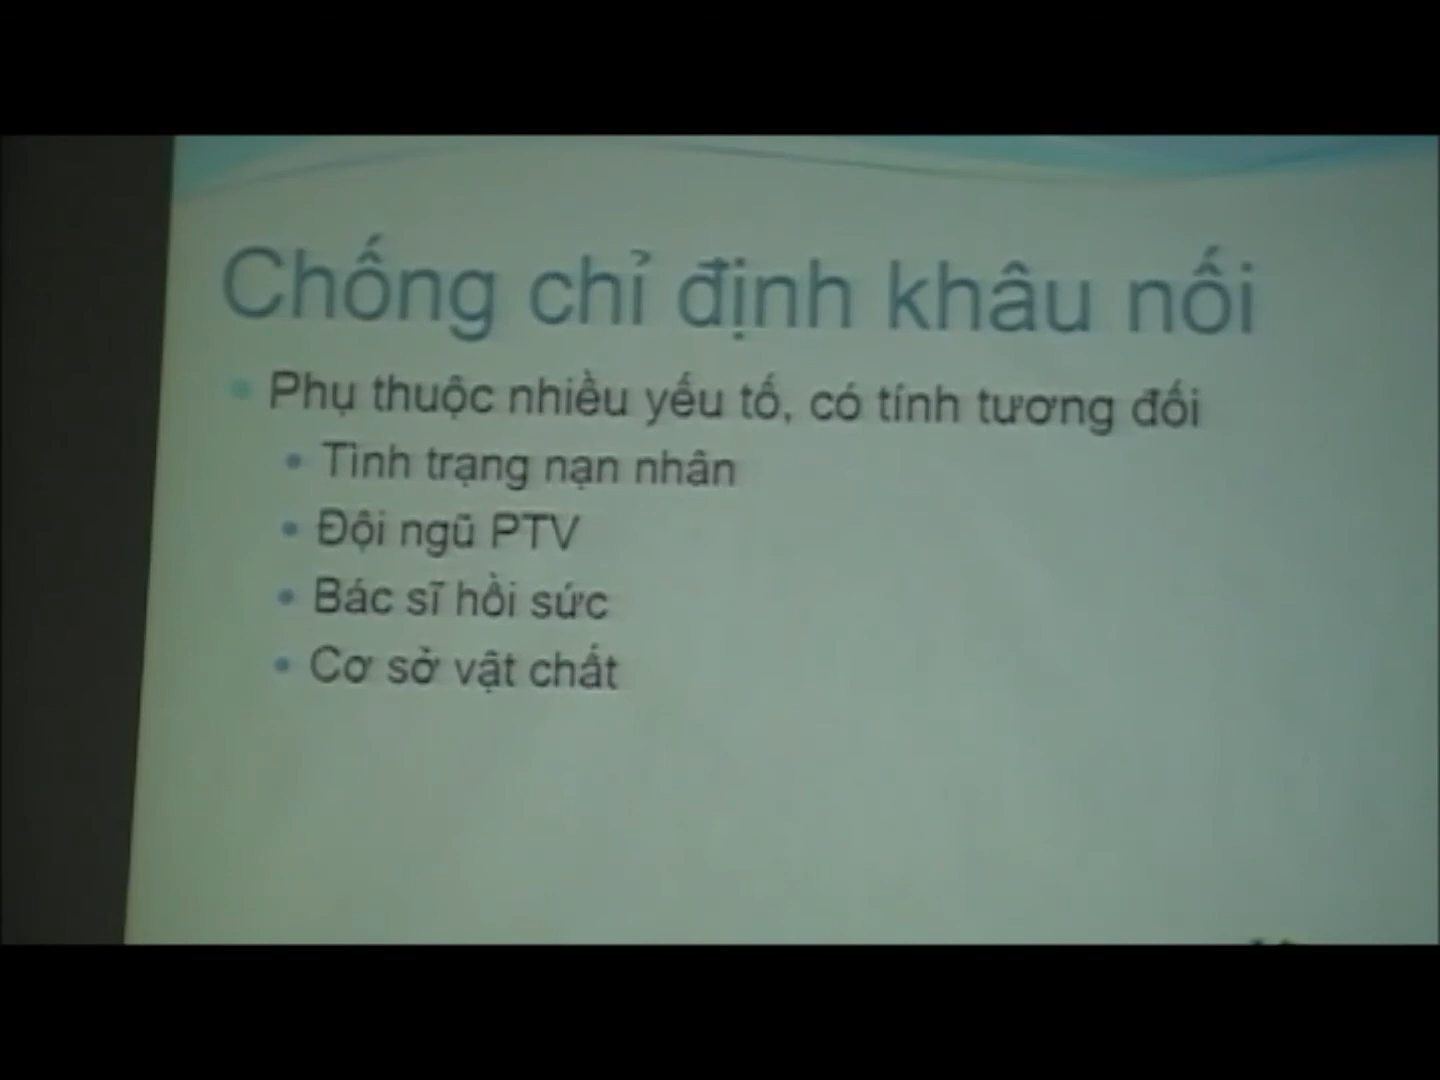 Chống chỉ định khâu nối
Phụ thuộc nhiều yếu tố, có tính tương đối
Tình trạng nạn nhân
Đội ngũ PTV
Bác sĩ hồi sức
Cơ sở vật chất